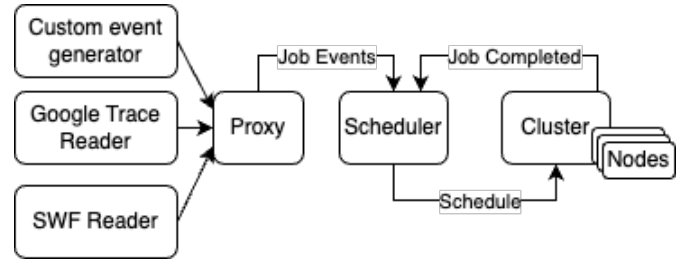 Custom event
generator
Google Trace
Reader
SWF Reader
Proxy
Job Events
Scheduler
Job Completed
Cluster
Nodes
Schedule